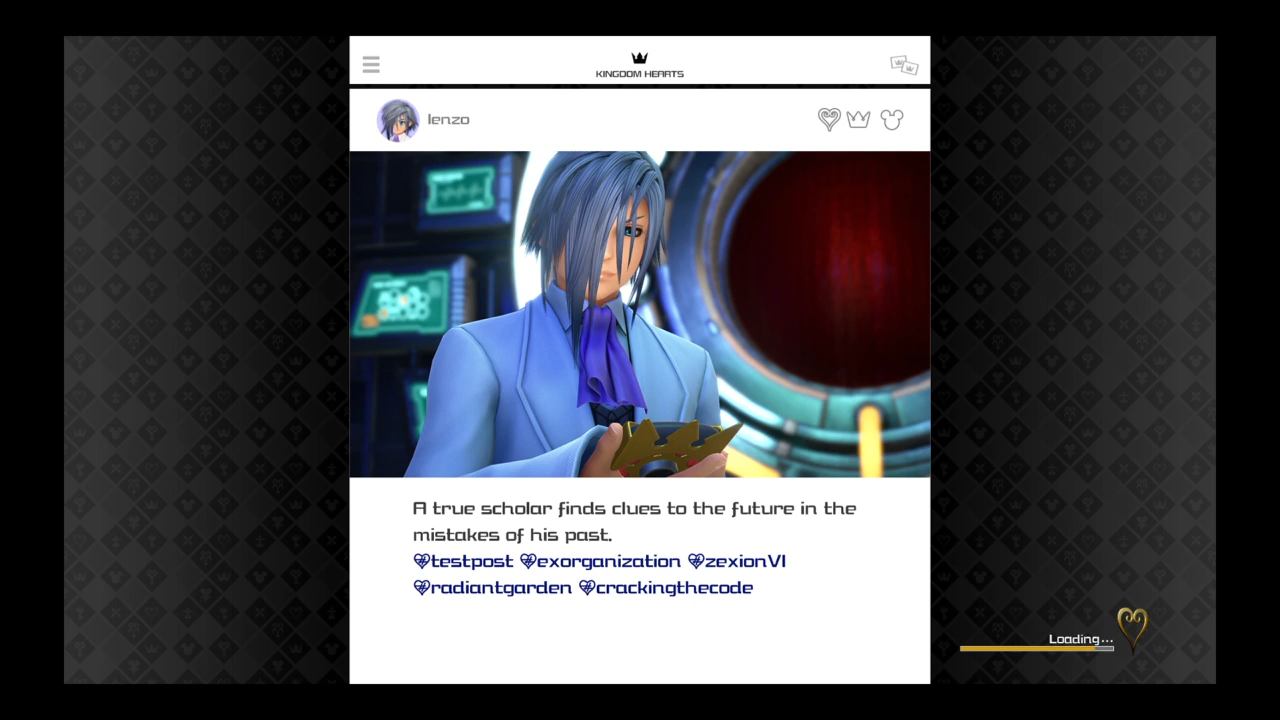 KINGDOM HEARTS
Ienzo
A true scholar finds clues to the future in the
mistakes of his past.
#testpost #exorganization #zexionVI
#radiantgarden #crackingthecode
Loading...